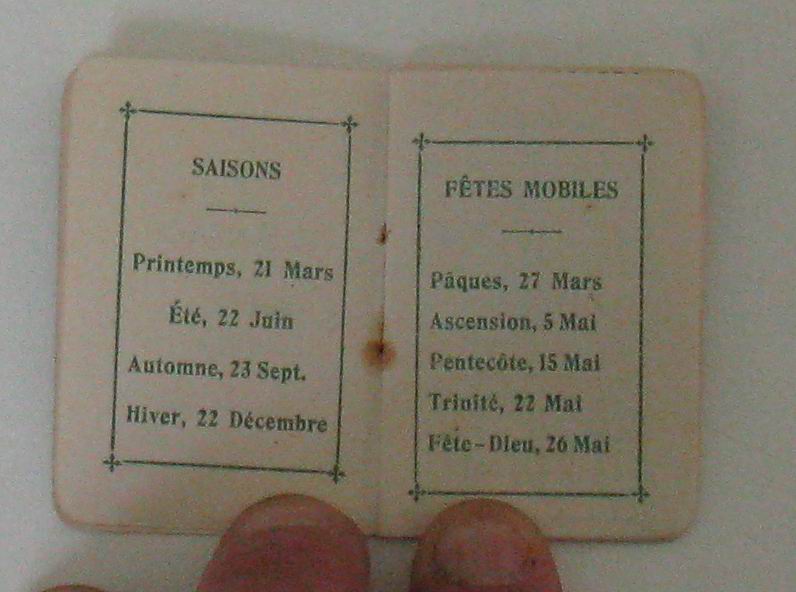 SAISONS
Printemps, 21 Mars
Été, 22 Juin
Automne, 23 Sept.
Hiver, 22 Décembre
FÊTES MOBILES
Pâques, 27 Mars
Ascension, 5 Mai
Pentecôte, 15 Mai
Trinité, 22 Mai
Fête-Dieu, 26 Mai